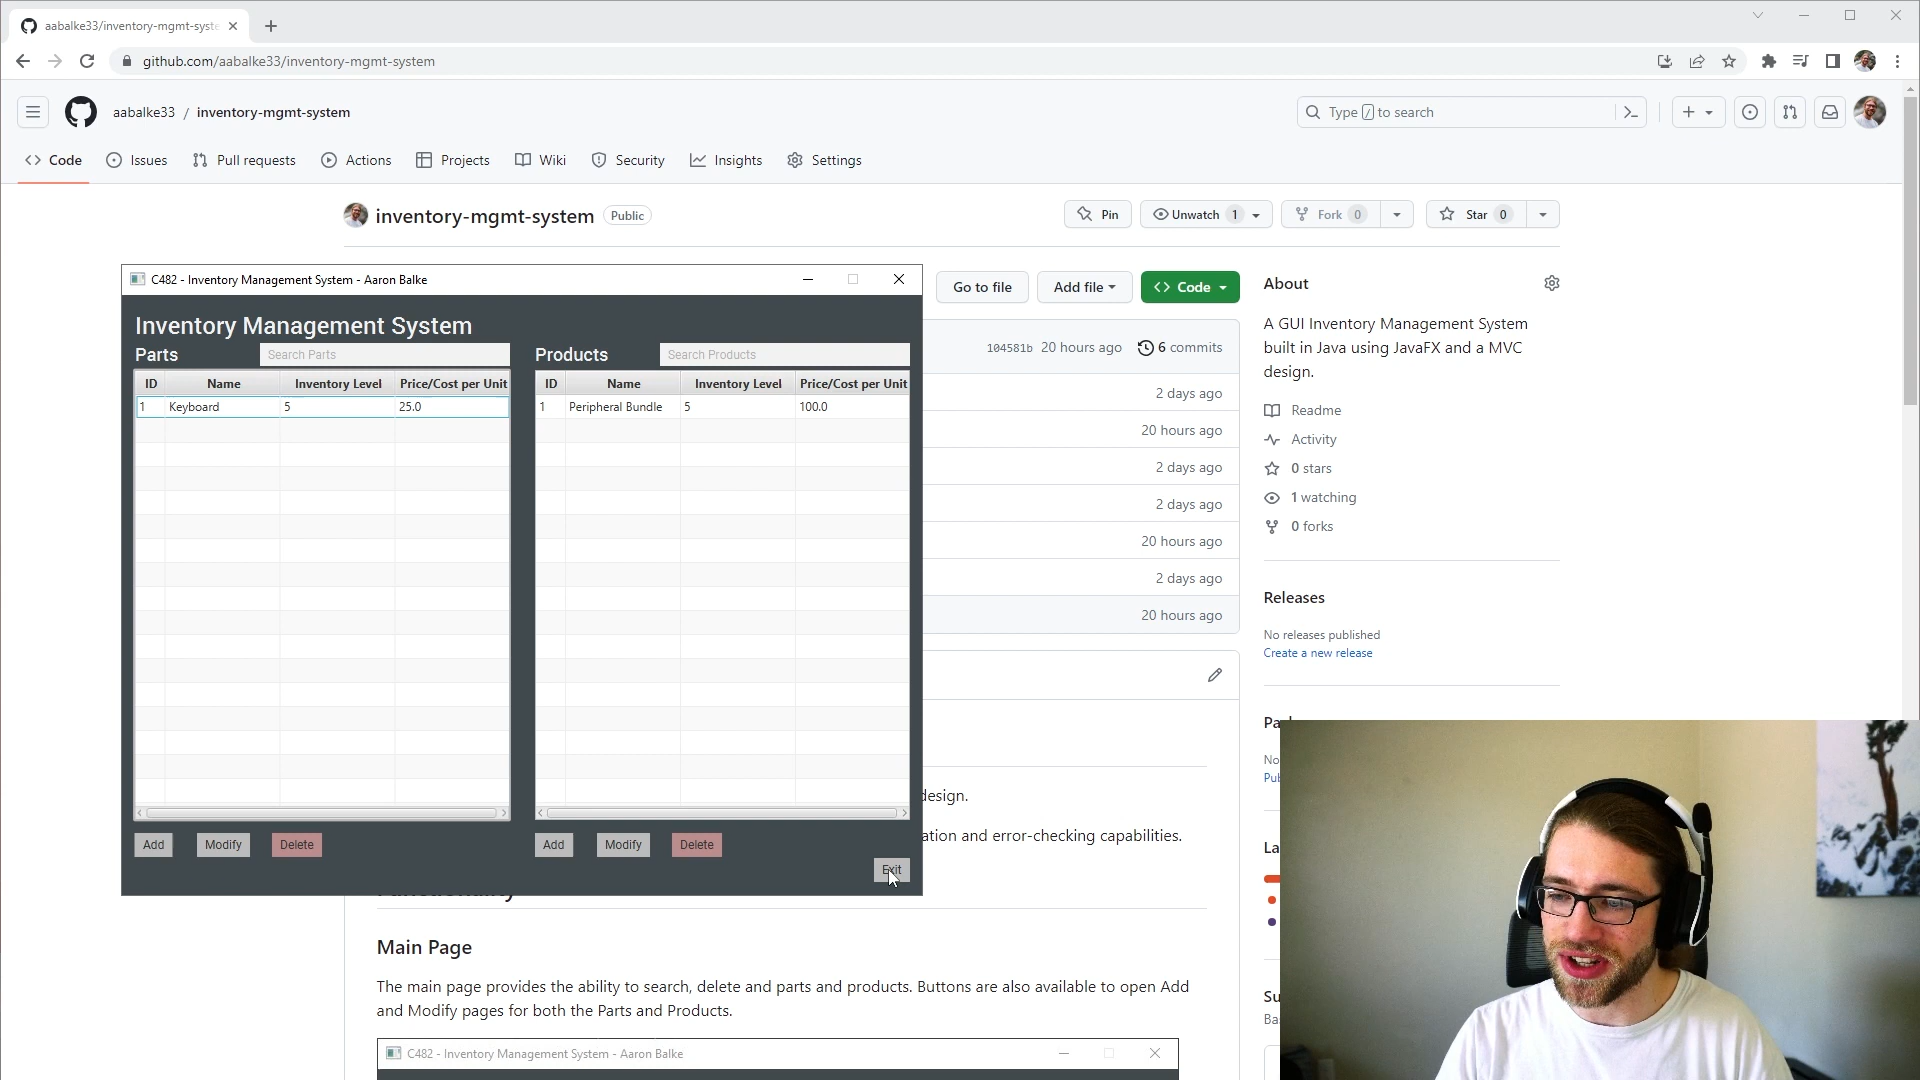 aabalke33/inventory-mgmt-syste
github.com/aabalke33/inventory-mgmt-system
aabalke33 / inventory-mgmt-system
Type / to search
Code
Issues
Pull requests
Actions
Projects
Wiki
Security
Insights
Settings
inventory-mgmt-system Public
Pin
Unwatch 1
Fork 0
Star 0
C482 - Inventory Management System - Aaron Balke
Inventory Management System
Parts
Search Parts
ID Name Inventory Level Price/Cost per Unit
1 Keyboard 5 25.0
Add Modify Delete
Products
Search Products
ID Name Inventory Level Price/Cost per Unit
1 Peripheral Bundle 5 100.0
Add Modify Delete
Exit
Go to file
Add file
Code
104581b 20 hours ago 6 commits
2 days ago
20 hours ago
2 days ago
2 days ago
20 hours ago
2 days ago
20 hours ago
design.
ation and error-checking capabilities.
Main Page
The main page provides the ability to search, delete and parts and products. Buttons are also available to open Add
and Modify pages for both the Parts and Products.
C482 - Inventory Management System - Aaron Balke
About
A GUI Inventory Management System
built in Java using JavaFX and a MVC
design.
Readme
Activity
0 stars
1 watching
0 forks
Releases
No releases published
Create a new release
Pa
No
Pub
La
Su
Ba